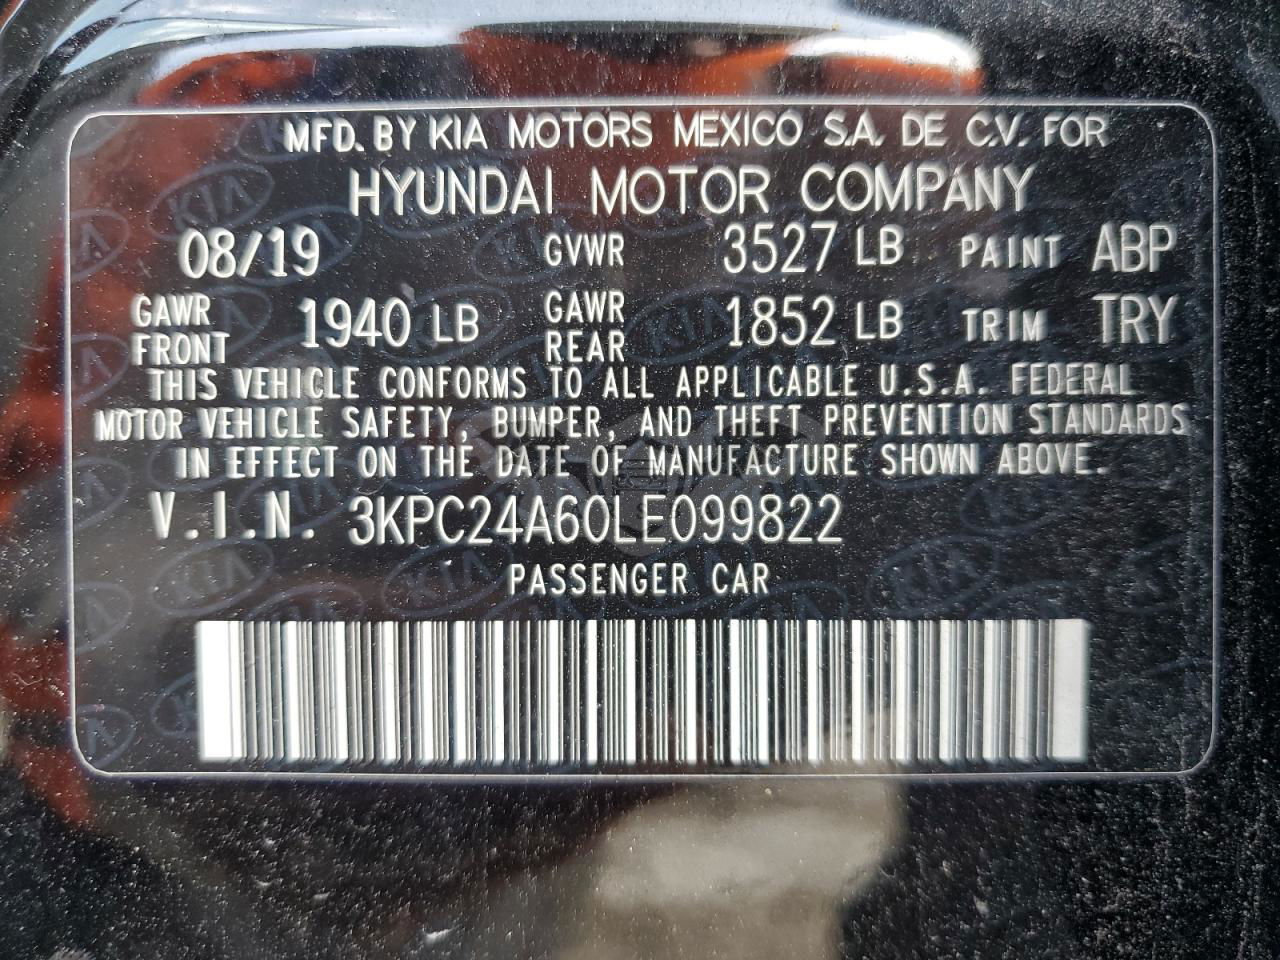 MFD. BY KIA MOTORS MEXICO S.A. DE C.V. FOR
HYUNDAI MOTOR COMPANY
08/19 GVWR 3527 LB PAINT ABP
GAWR FRONT 1940 LB GAWR REAR 1852 LB TRIM TRY
THIS VEHICLE CONFORMS TO ALL APPLICABLE U.S.A. FEDERAL
MOTOR VEHICLE SAFETY, BUMPER, AND THEFT PREVENTION STANDARDS
IN EFFECT ON THE DATE OF MANUFACTURE SHOWN ABOVE.
V.I.N. 3KPC24A60LE099822
PASSENGER CAR